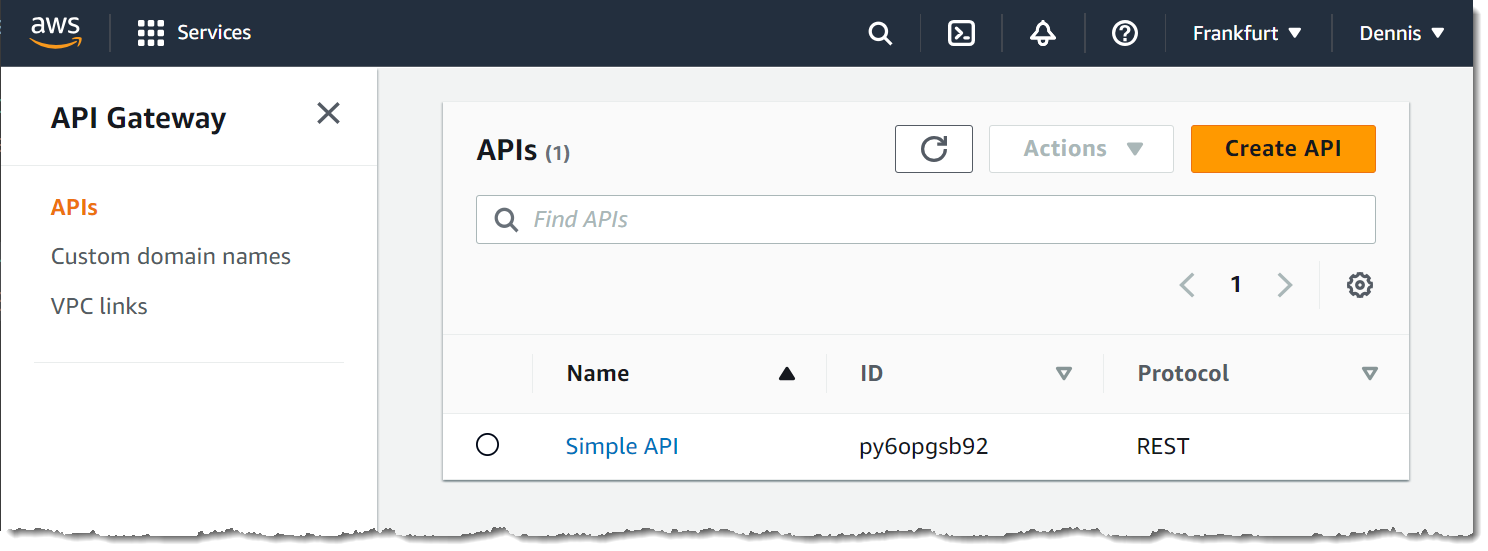 aws Services Frankfurt Dennis
API Gateway
APIs
Custom domain names
VPC links
APIs (1) Actions Create API
Find APIs
1
Name ID Protocol
Simple API py6opgsb92 REST